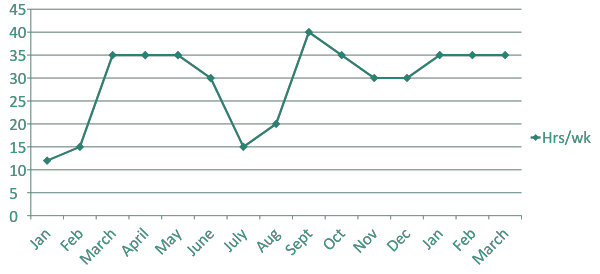 45
40
35
30
25
20
15
10
5
0
Jan
Feb
March
April
May
June
July
Aug
Sept
Oct
Nov
Dec
Jan
Feb
March
Hrs/wk